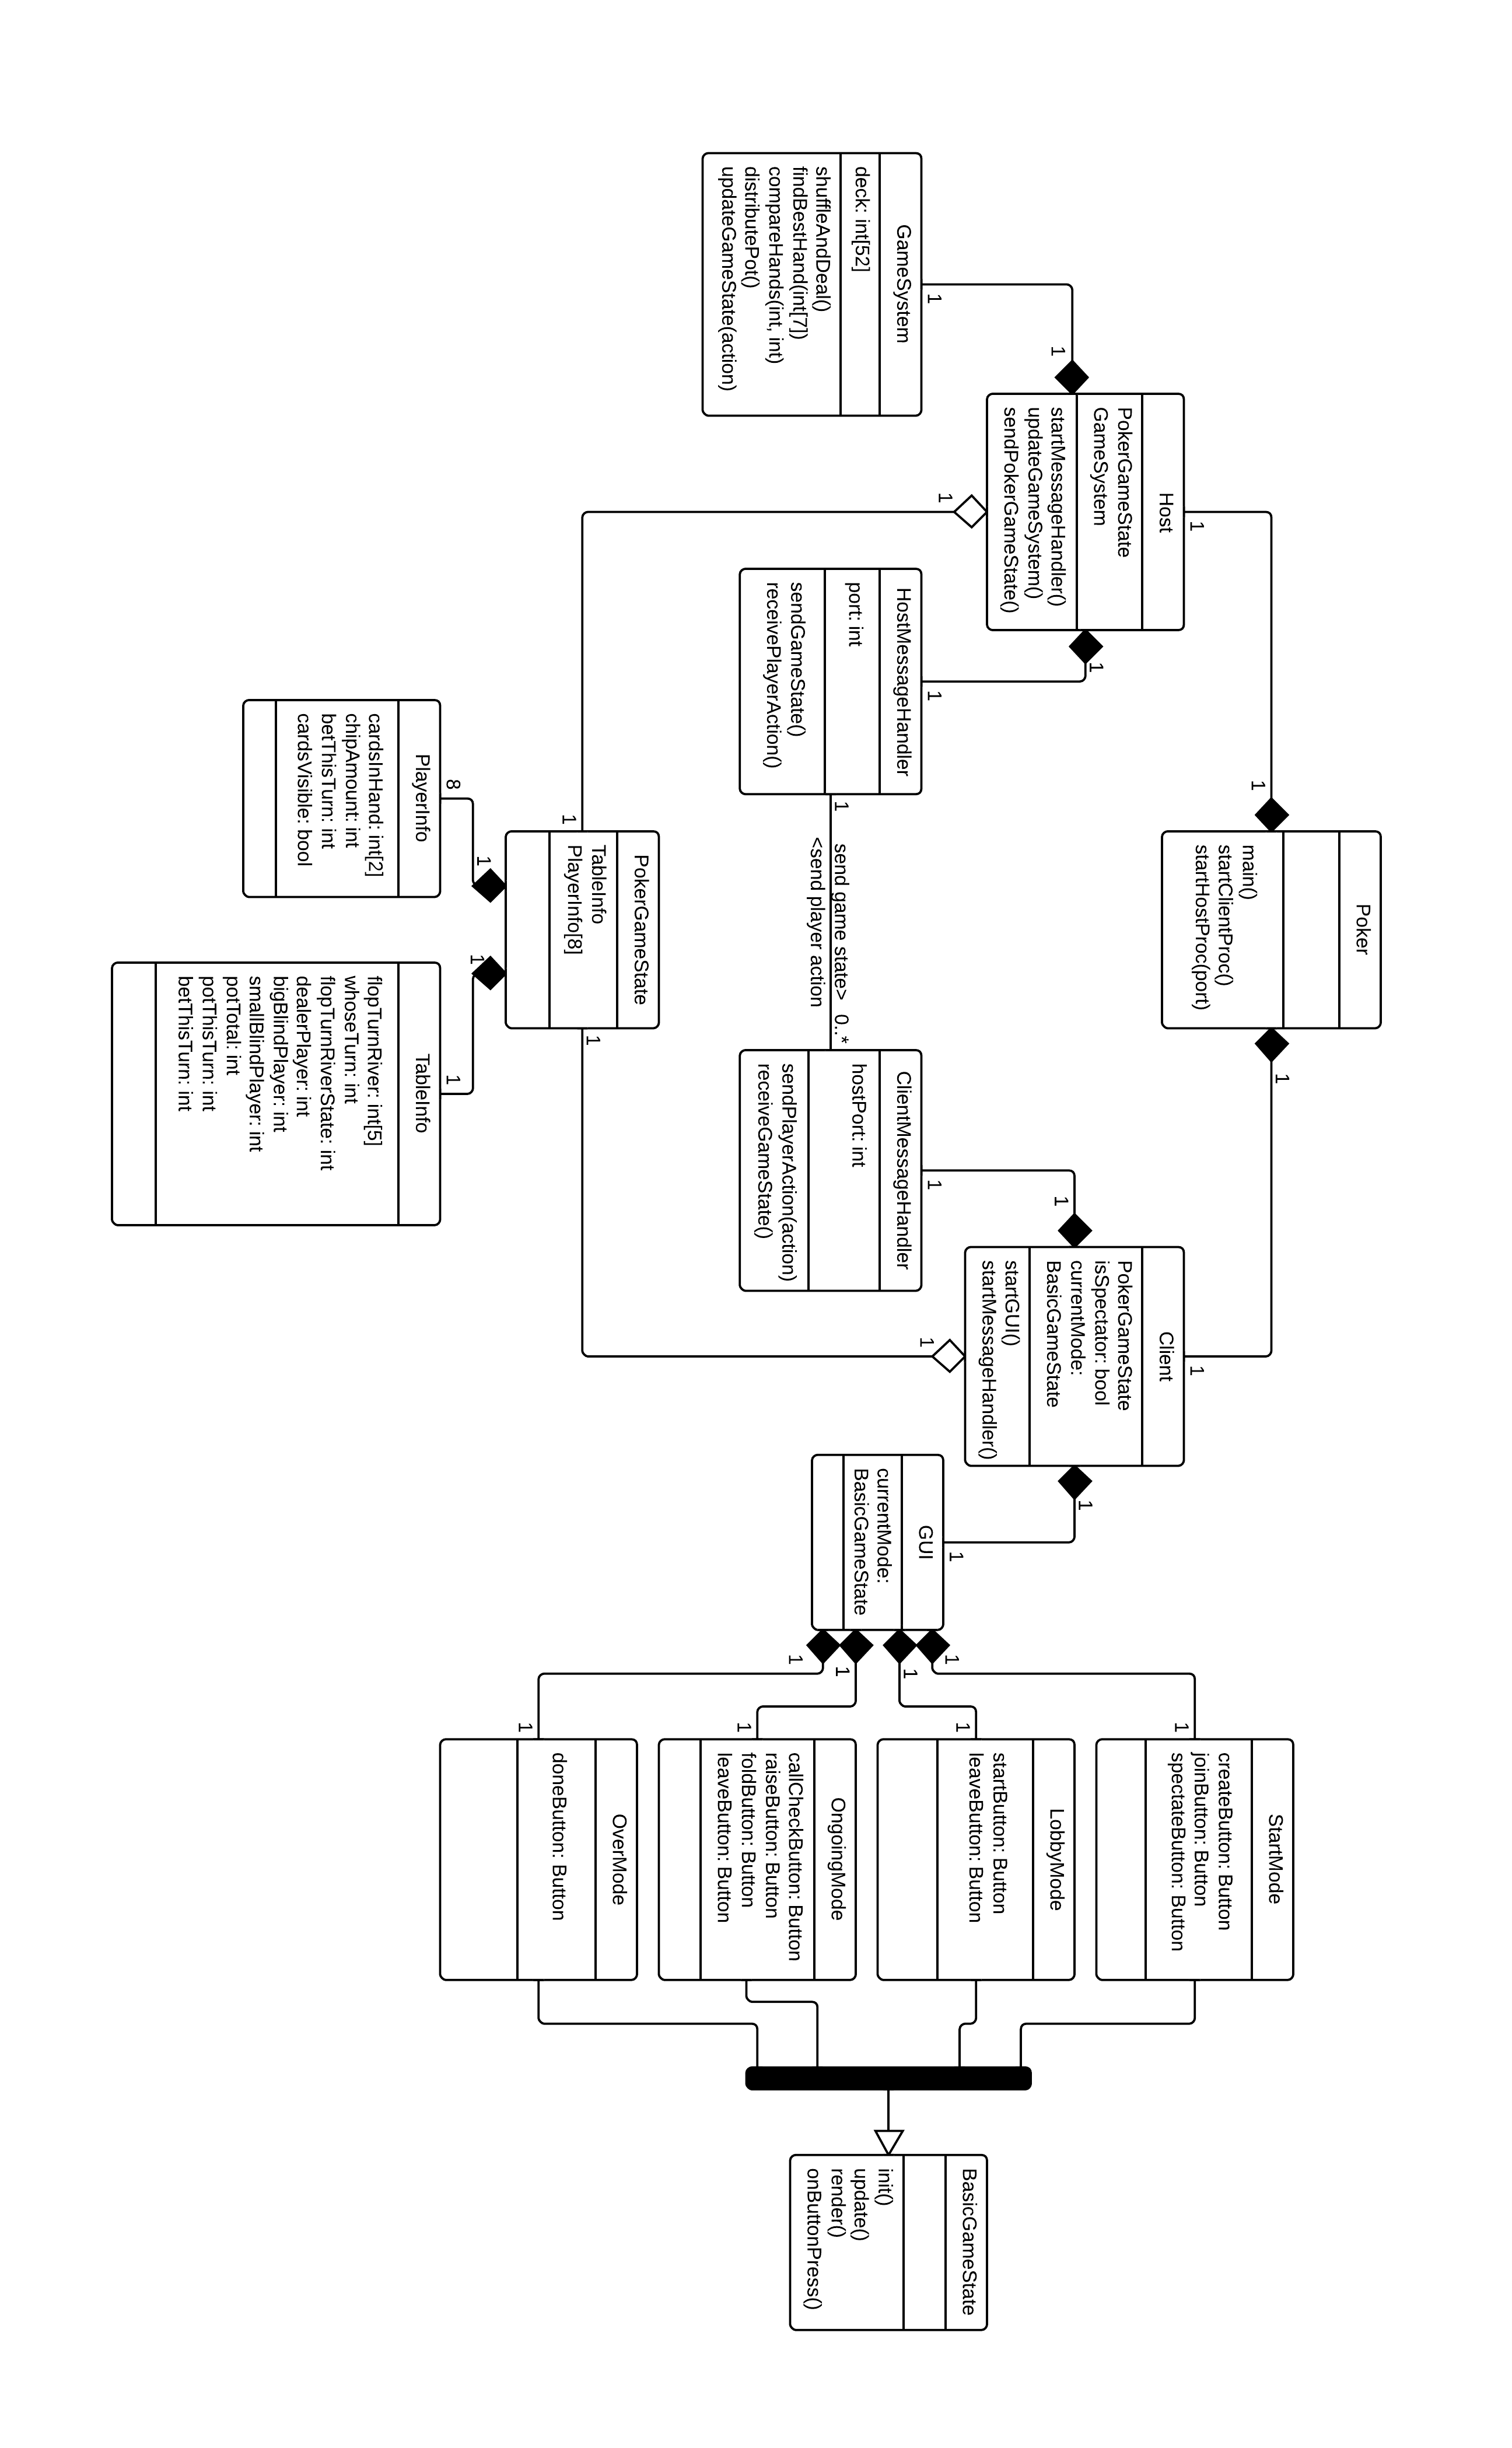 Poker
main()
startClientProc()
startHostProc(port)
1
1
1
1
Host
PokerGameState
GameSystem
startMessageHandler()
updateGameSystem()
sendPokerGameState()
1
1
1
Client
PokerGameState
isSpectator: bool
currentMode:
BasicGameState
startGUI()
startMessageHandler()
1
1
1
GameSystem
deck: int[52]
shuffleAndDeal()
findBestHand(int[7])
compareHands(int, int)
distributePot()
updateGameState(action)
1
HostMessageHandler
port: int
sendGameState()
receivePlayerAction()
1
1
send game state>
0..*
<send player action
ClientMessageHandler
hostPort: int
sendPlayerAction(action)
receiveGameState()
1
GUI
currentMode:
BasicGameState
1
1
1
1
1
StartMode
createButton: Button
joinButton: Button
spectateButton: Button
1
LobbyMode
startButton: Button
leaveButton: Button
1
OngoingMode
callCheckButton: Button
raiseButton: Button
foldButton: Button
leaveButton: Button
1
OverMode
doneButton: Button
1
BasicGameState
init()
update()
render()
onButtonPress()
PokerGameState
TableInfo
PlayerInfo[8]
1
1
1
1
PlayerInfo
cardsInHand: int[2]
chipAmount: int
betThisTurn: int
cardsVisible: bool
8
TableInfo
flopTurnRiver: int[5]
whoseTurn: int
flopTurnRiverState: int
dealerPlayer: int
bigBlindPlayer: int
smallBlindPlayer: int
potTotal: int
potThisTurn: int
betThisTurn: int
1